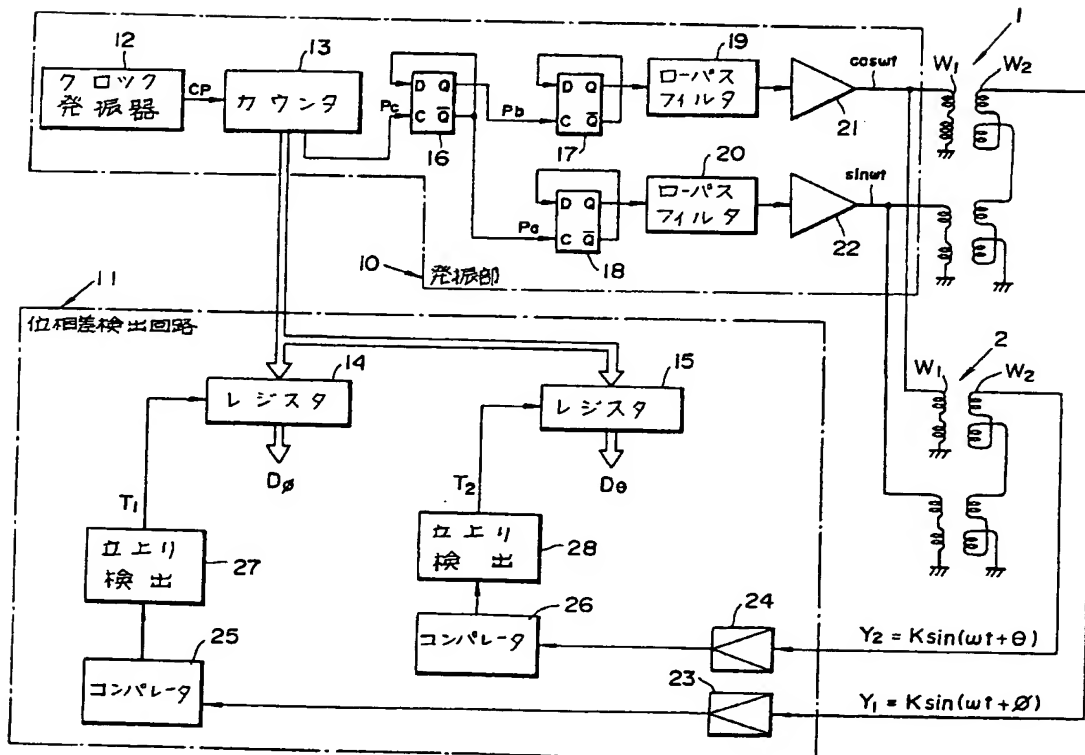 12
クロック
発振器
CP
13
カウンタ
Pc
D Q
C Q̅
16
Pb
D Q
C Q̅
17
19
ローパス
フィルタ
21
cosωt
W1
1
W2
Pa
D Q
C Q̅
18
20
ローパス
フィルタ
22
sinωt
10
発振部
11
位相差検出回路
14
レジスタ
Dø
15
レジスタ
Dθ
W1
2
W2
T1
立上り
検出
27
T2
立上り
検出
28
25
コンパレータ
26
コンパレータ
24
Y2 = K sin(ωt+θ)
23
Y1 = K sin(ωt+ø)